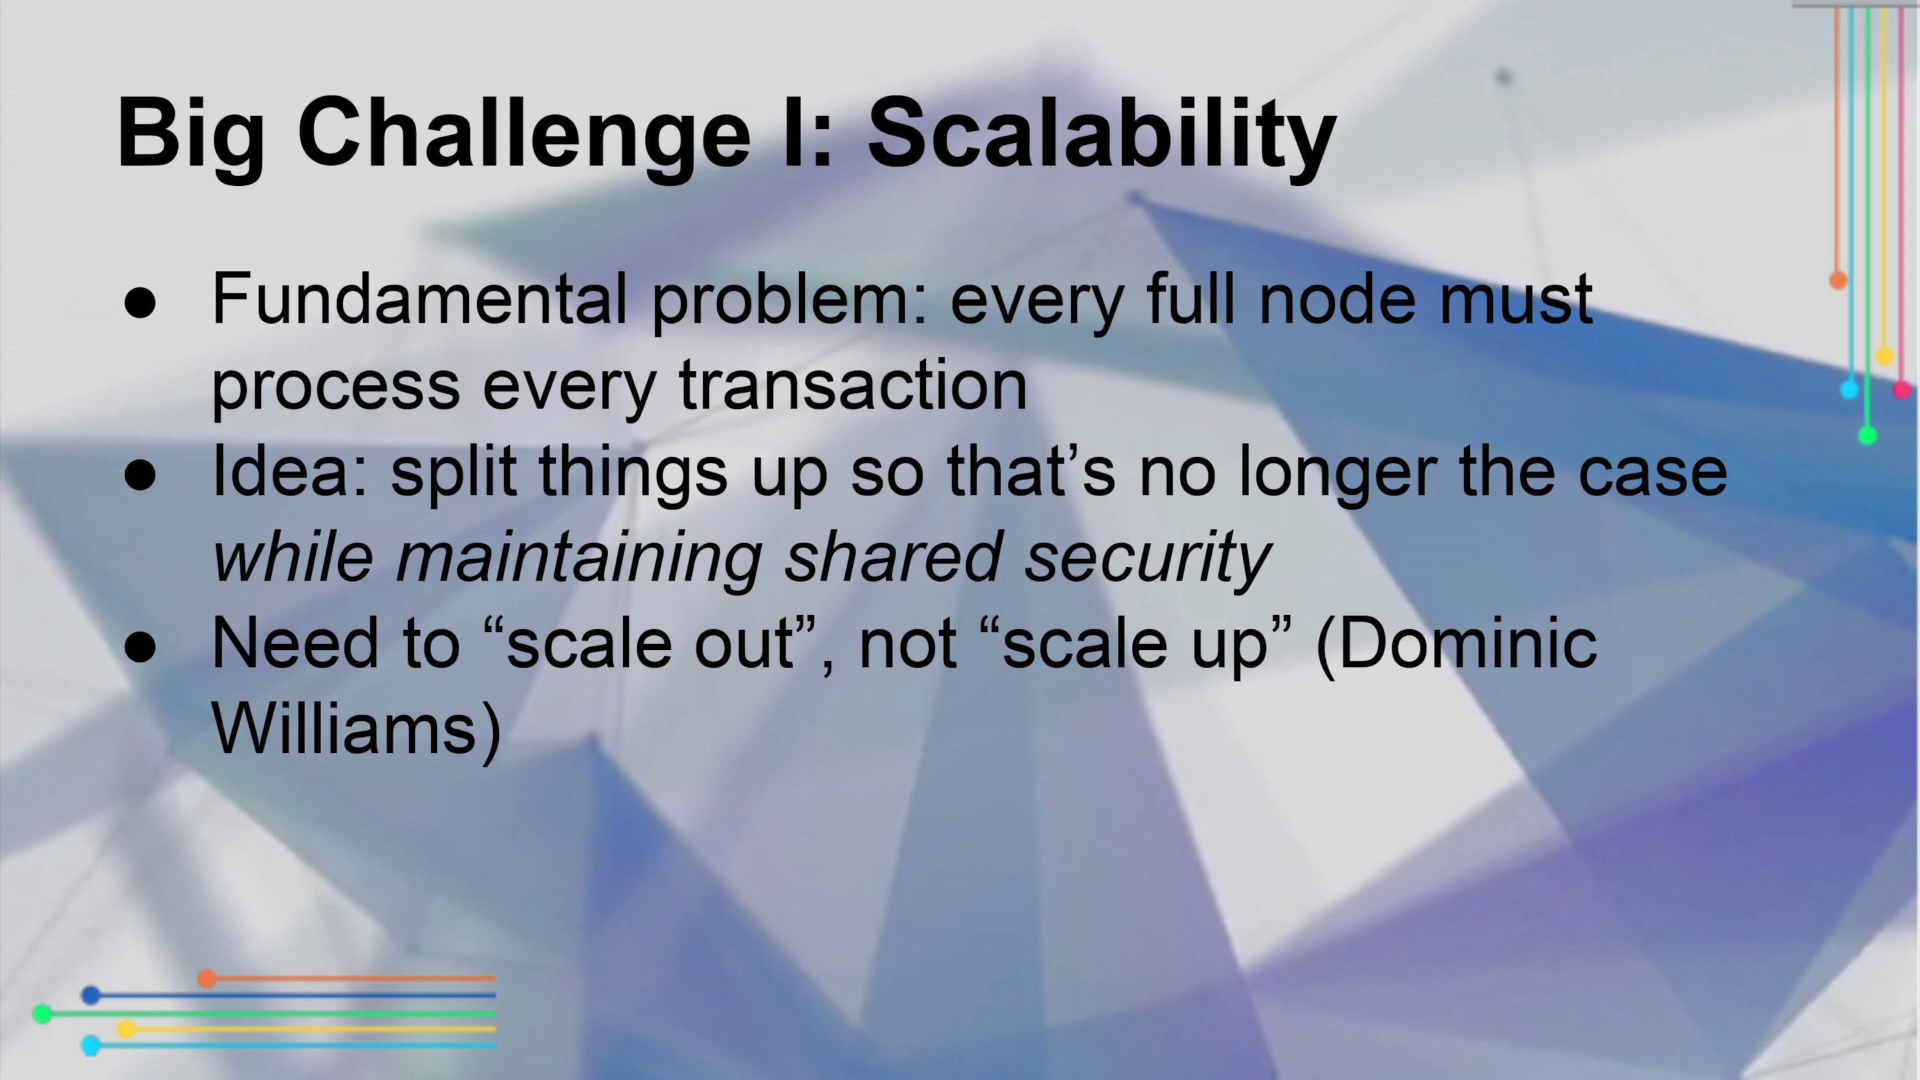 Big Challenge I: Scalability
● Fundamental problem: every full node must
process every transaction
● Idea: split things up so that’s no longer the case
while maintaining shared security
● Need to “scale out”, not “scale up” (Dominic
Williams)